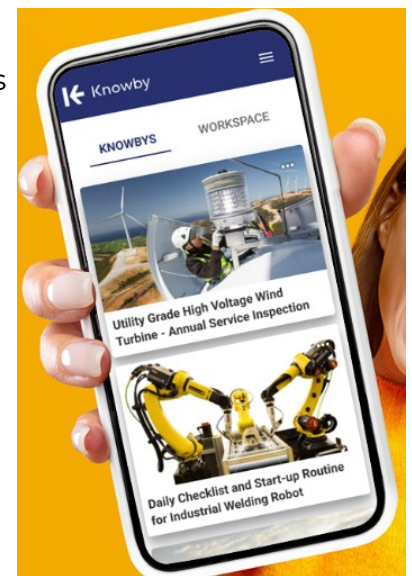 s
Knowby
KNOWBYS
WORKSPACE
Utility Grade High Voltage Wind
Turbine - Annual Service Inspection
Daily Checklist and Start-up Routine
for Industrial Welding Robot